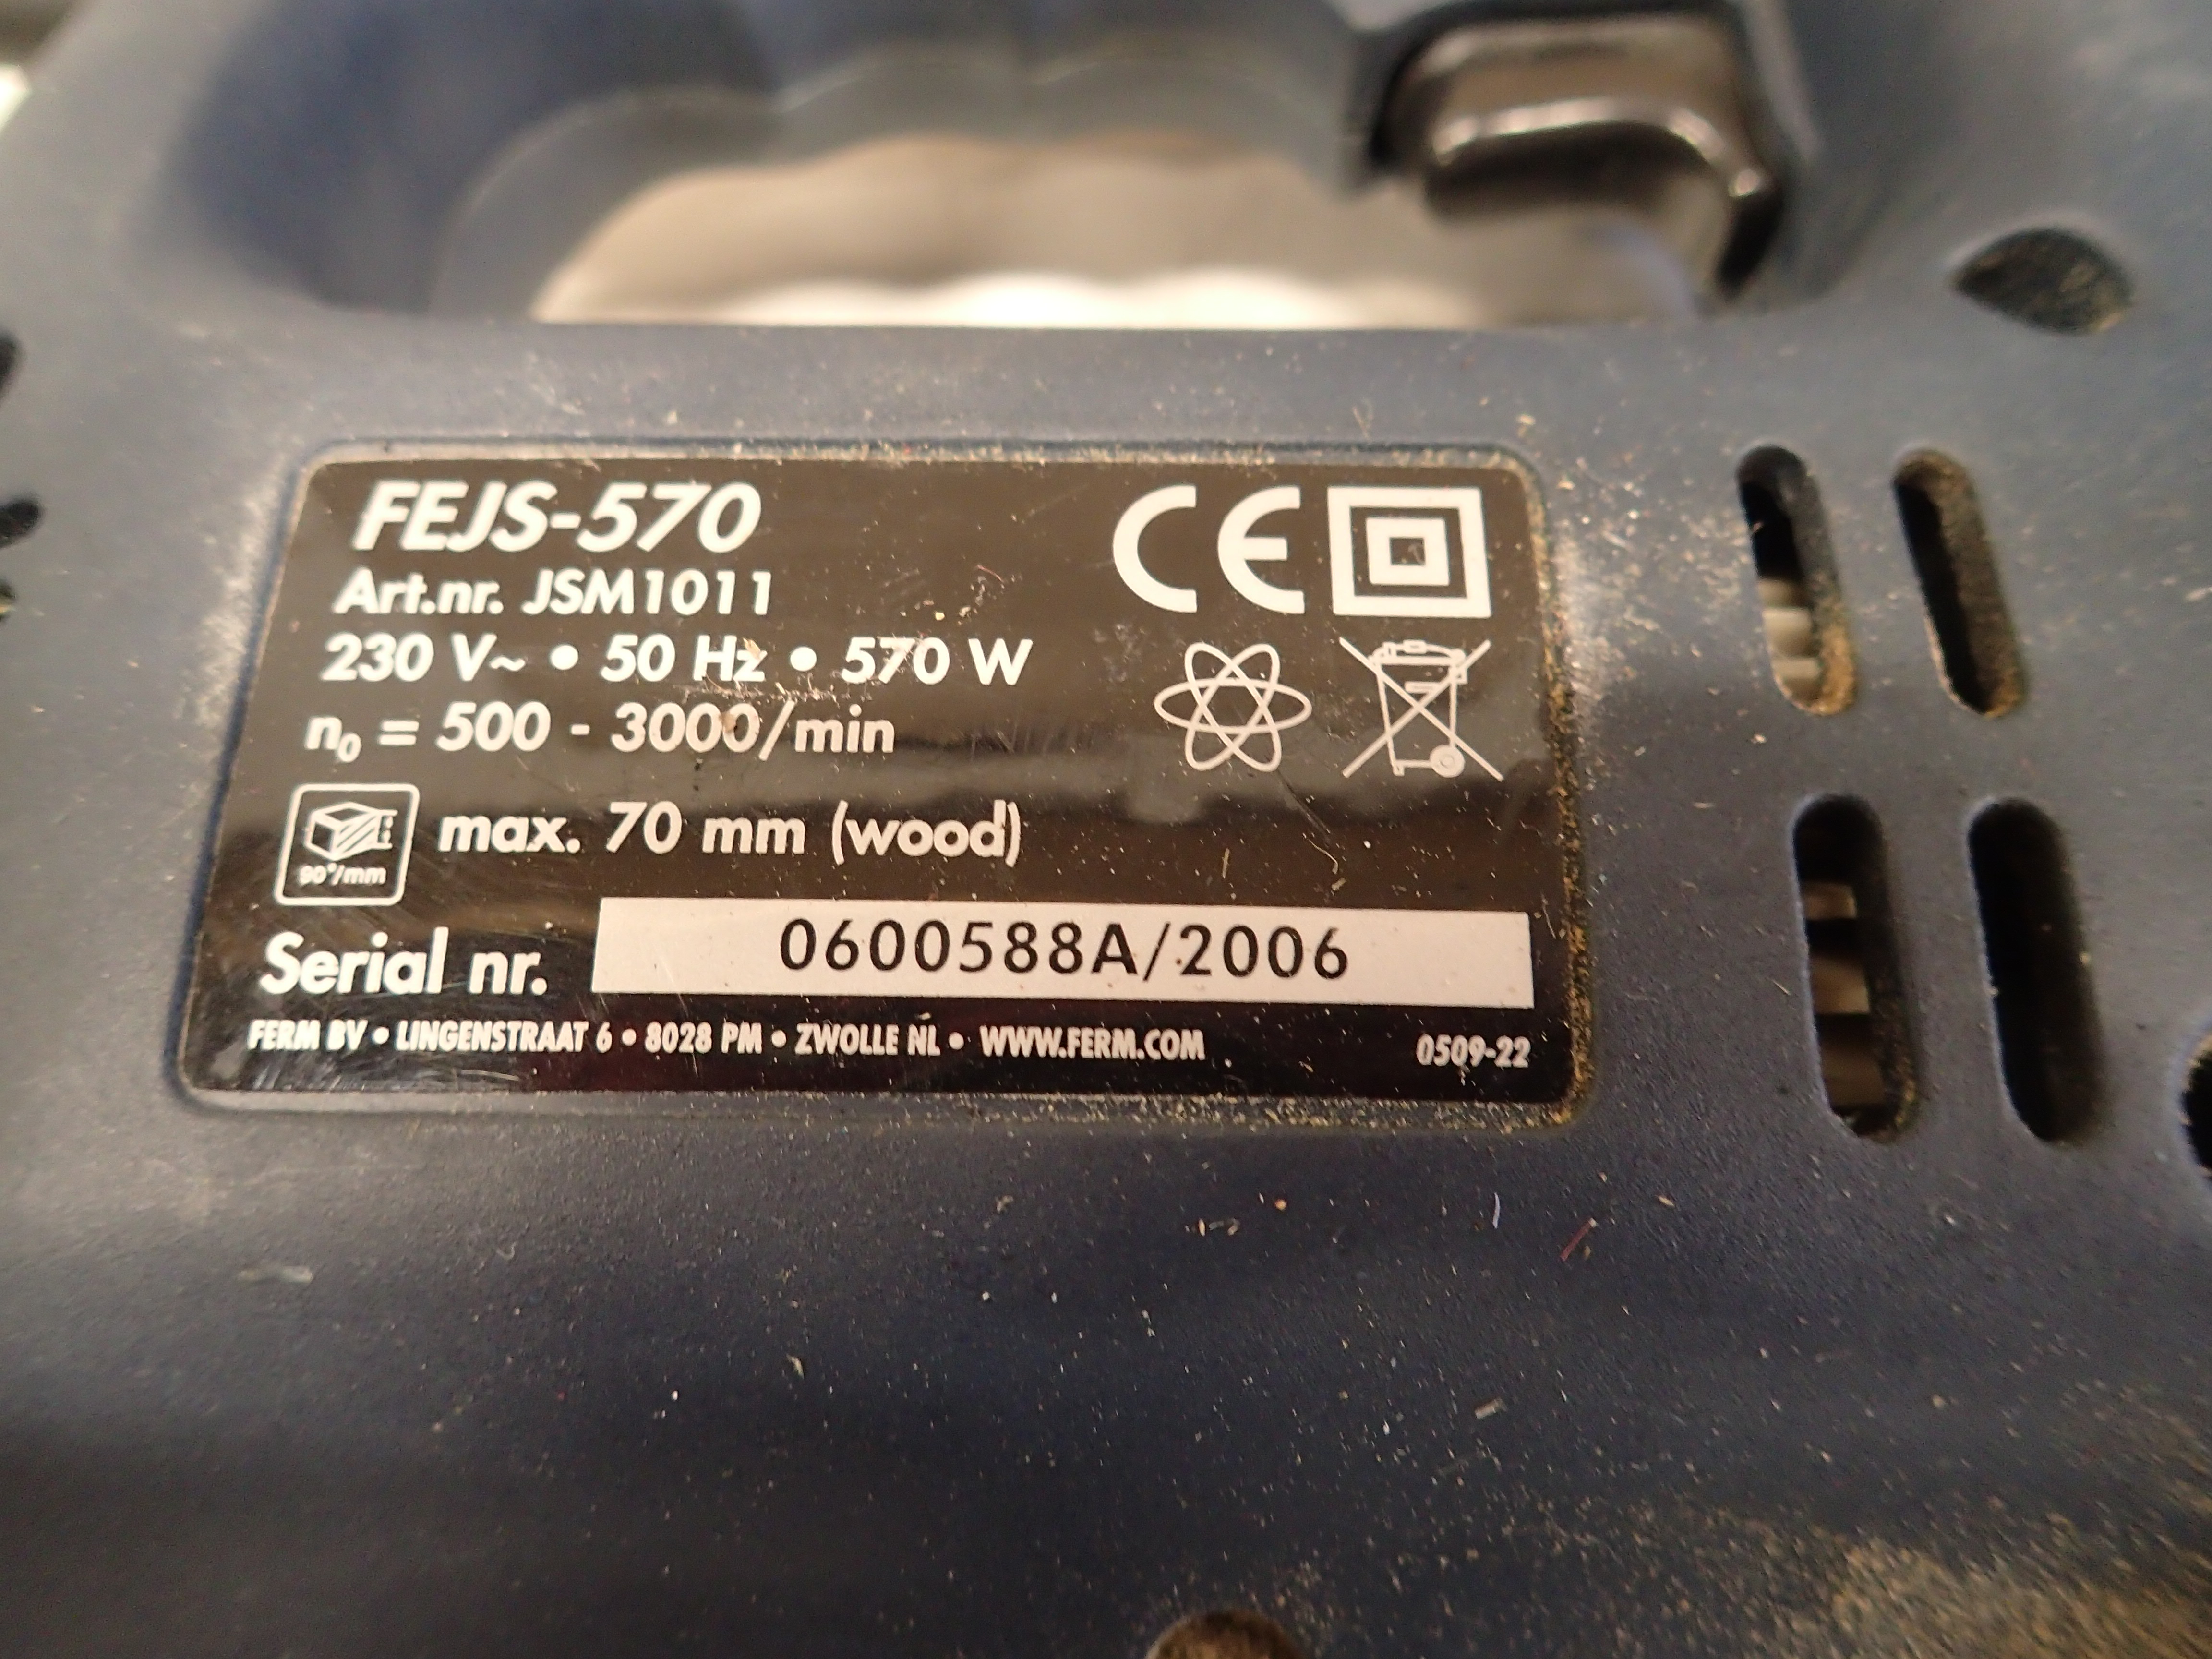 FEJS-570
Art.nr. JSM1011
230 V~ • 50 Hz • 570 W
n₀ = 500 - 3000/min
90°/mm
max. 70 mm (wood)
Serial nr. 0600588A/2006
FERM BV • LINGENSTRAAT 6 • 8028 PM • ZWOLLE NL • WWW.FERM.COM 0509-22
CE